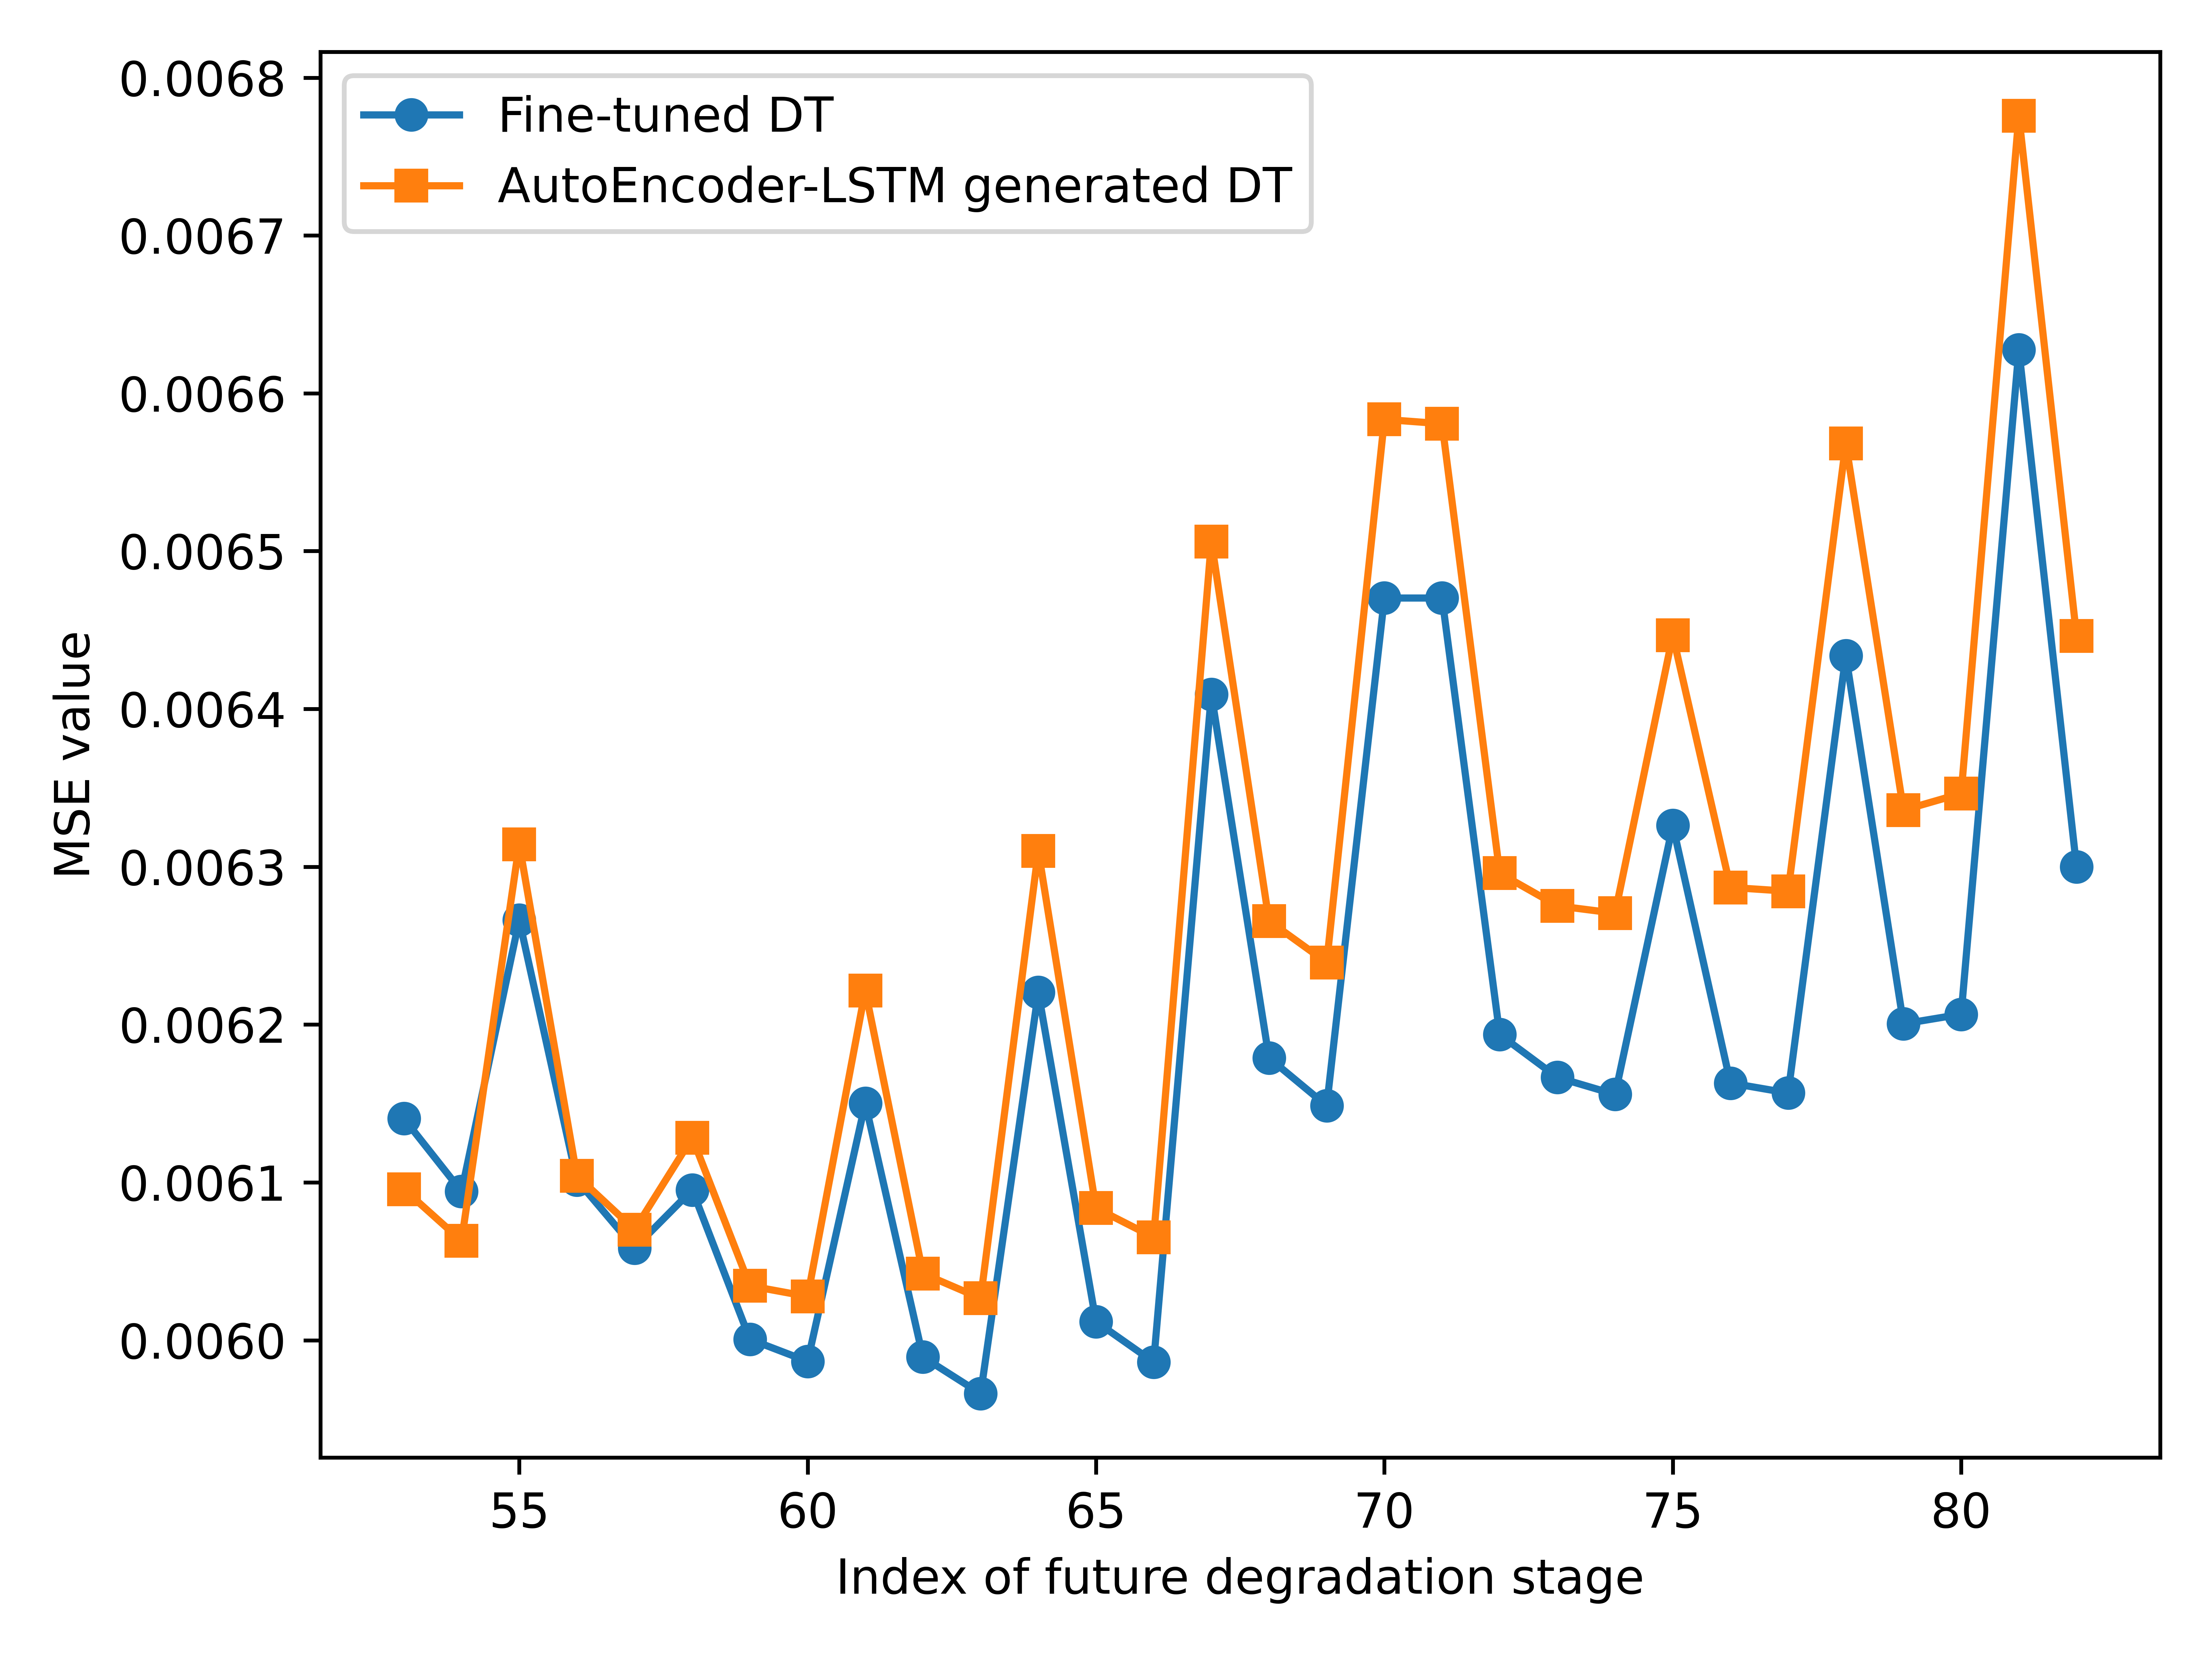 Fine-tuned DT
AutoEncoder-LSTM generated DT
0.0068
0.0067
0.0066
0.0065
0.0064
0.0063
0.0062
0.0061
0.0060
MSE value
55 60 65 70 75 80
Index of future degradation stage